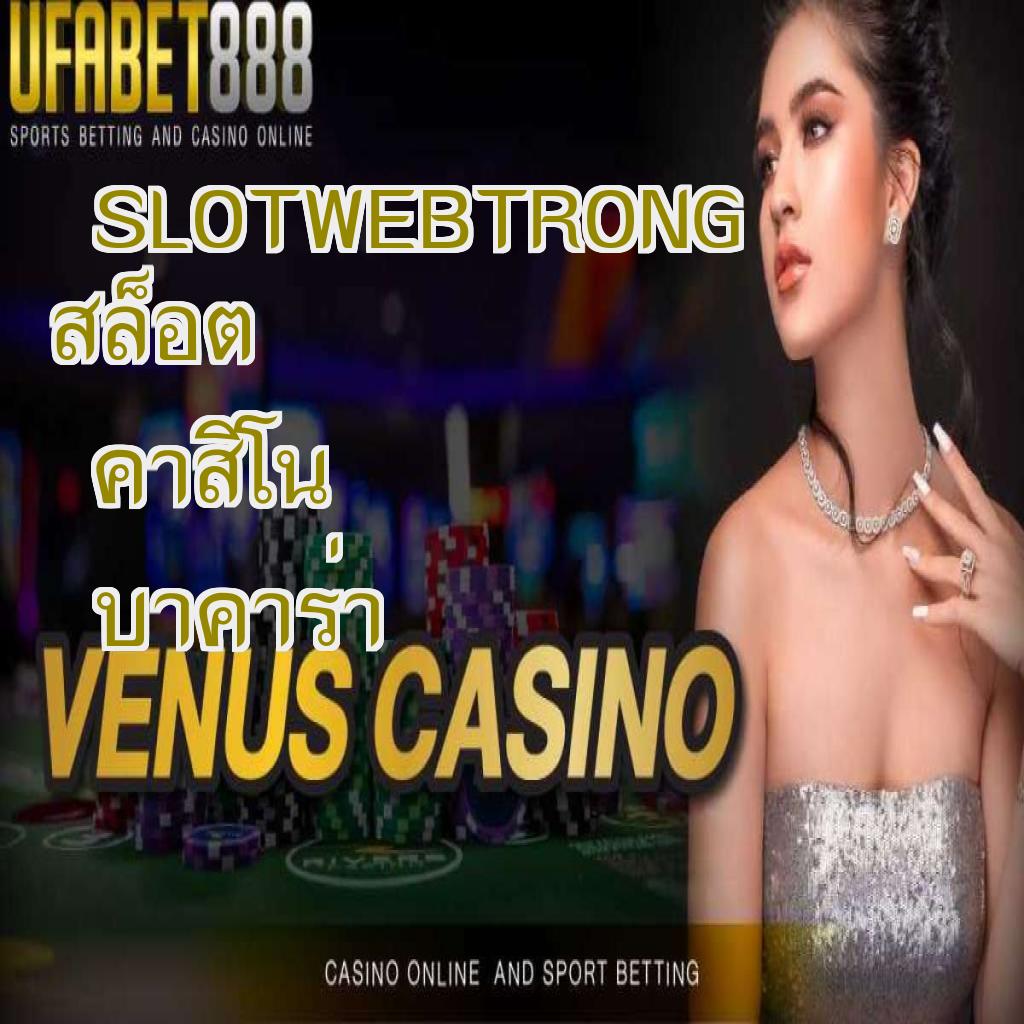 UFABET888
SPORTS BETTING AND CASINO ONLINE
SLOTWEBTRONG
สล็อต
คาสิโน
บาคาร่า
VENUS CASINO
CASINO ONLINE AND SPORT BETTING